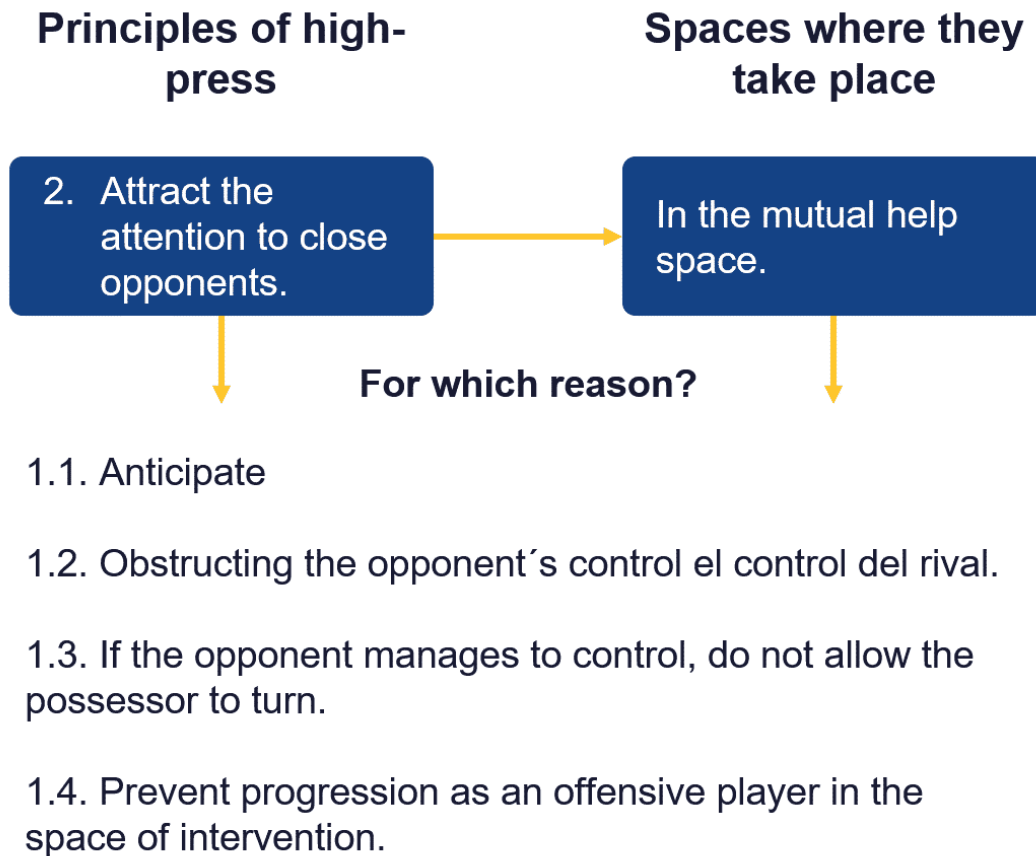 Principles of high-
press
Spaces where they
take place
2. Attract the
attention to close
opponents.
In the mutual help
space.
For which reason?
1.1. Anticipate
1.2. Obstructing the opponent´s control el control del rival.
1.3. If the opponent manages to control, do not allow the
possessor to turn.
1.4. Prevent progression as an offensive player in the
space of intervention.